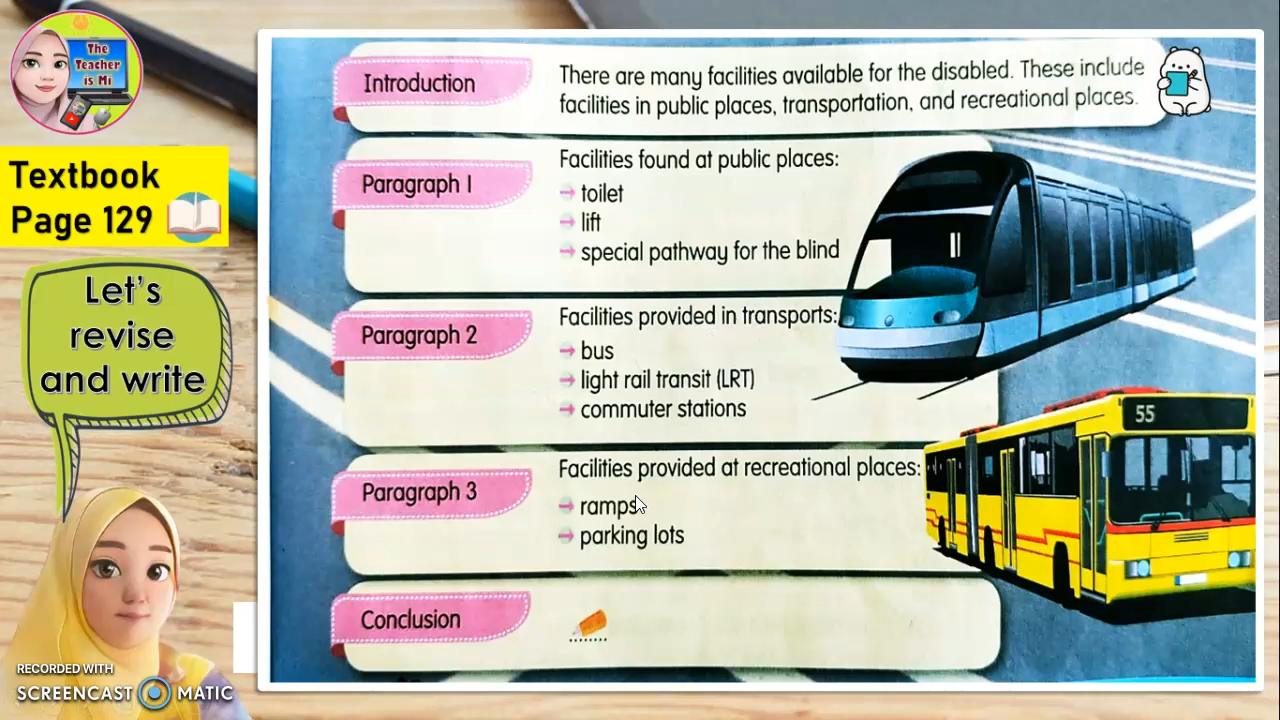 The
Teacher
is Mi
Textbook
Page 129
Let's
revise
and write
RECORDED WITH
SCREENCAST MATIC
Introduction
There are many facilities available for the disabled. These include
facilities in public places, transportation, and recreational places.
Paragraph 1
Facilities found at public places:
toilet
lift
special pathway for the blind
Paragraph 2
Facilities provided in transports:
bus
light rail transit (LRT)
commuter stations
55
Paragraph 3
Facilities provided at recreational places:
ramps
parking lots
Conclusion